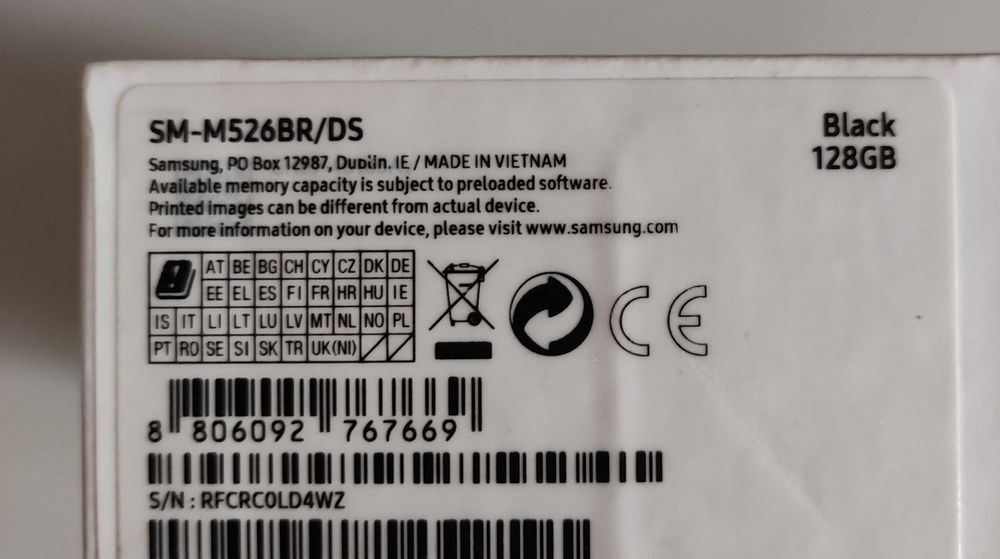 SM-M526BR/DS
Black
128GB
Samsung, PO Box 12987, Dublin. IE / MADE IN VIETNAM
Available memory capacity is subject to preloaded software.
Printed images can be different from actual device.
For more information on your device, please visit www.samsung.com
AT BE BG CH CY CZ DK DE
EE EL ES FI FR HR HU IE
IS IT LI LT LU LV MT NL NO PL
PT RO SE SI SK TR UK(NI)
CE
8 806092 767669
S/N : RFCRC0LD4WZ